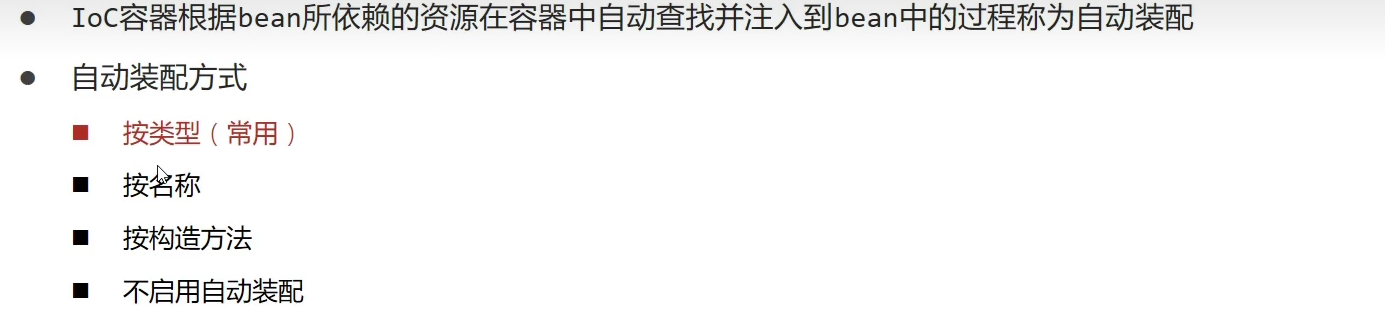 IoC容器根据bean所依赖的资源在容器中自动查找并注入到bean中的过程称为自动装配
自动装配方式
按类型（常用）
按名称
按构造方法
不启用自动装配